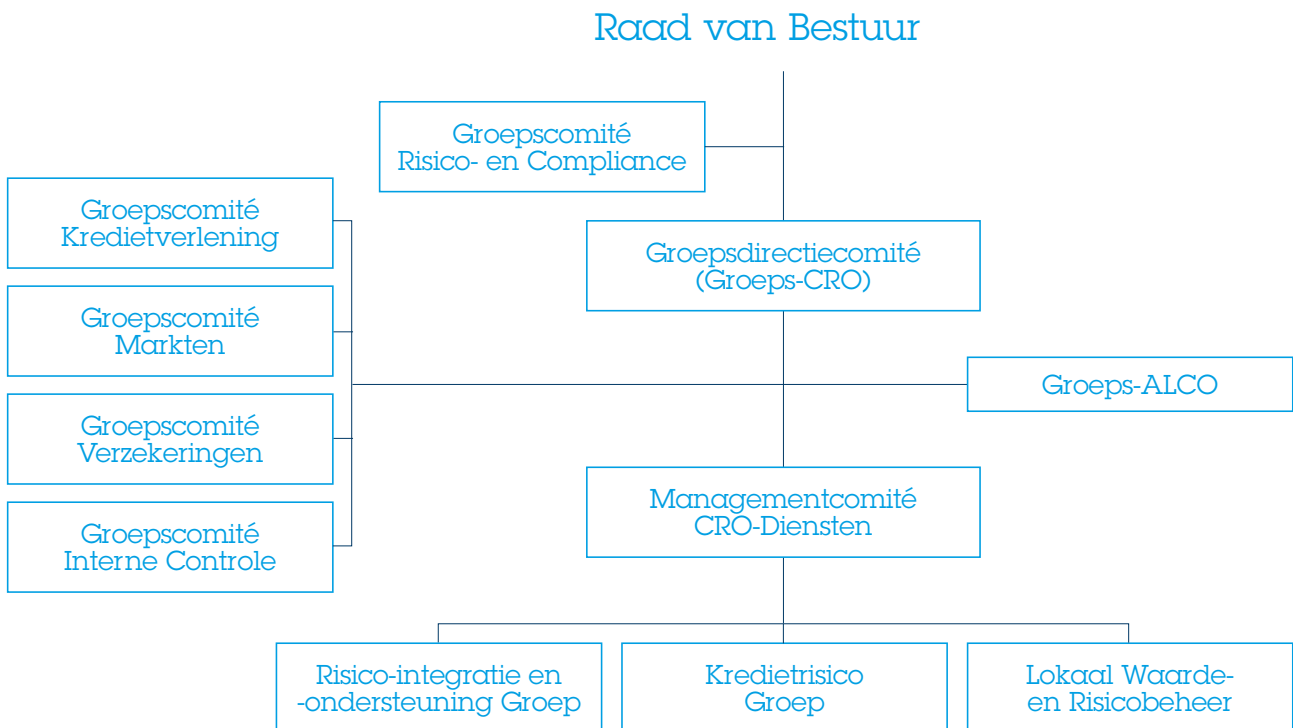 Raad van Bestuur
Groepscomité
Risico- en Compliance
Groepscomité
Kredietverlening
Groepsdirectiecomité
(Groeps-CRO)
Groepscomité
Markten
Groeps-ALCO
Groepscomité
Verzekeringen
Managementcomité
CRO-Diensten
Groepscomité
Interne Controle
Risico-integratie en
-ondersteuning Groep
Kredietrisico
Groep
Lokaal Waarde-
en Risicobeheer